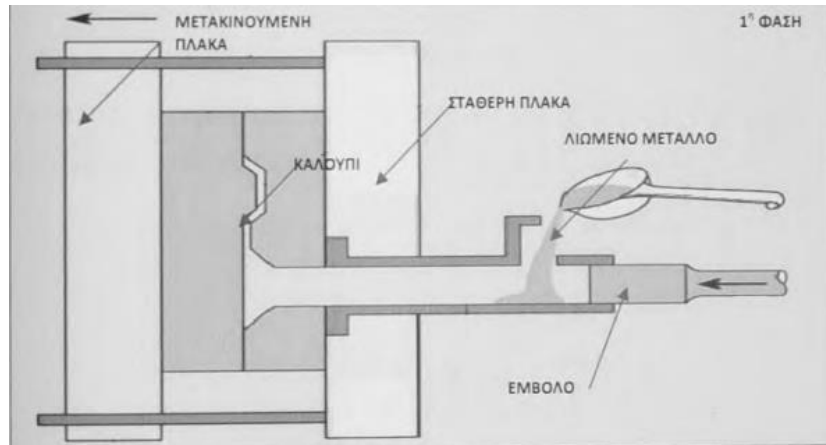 ΜΕΤΑΚΙΝΟΥΜΕΝΗ
ΠΛΑΚΑ
1η ΦΑΣΗ
ΣΤΑΘΕΡΗ ΠΛΑΚΑ
ΛΙΩΜΕΝΟ ΜΕΤΑΛΛΟ
ΚΑΛΟΥΠΙ
ΕΜΒΟΛΟ